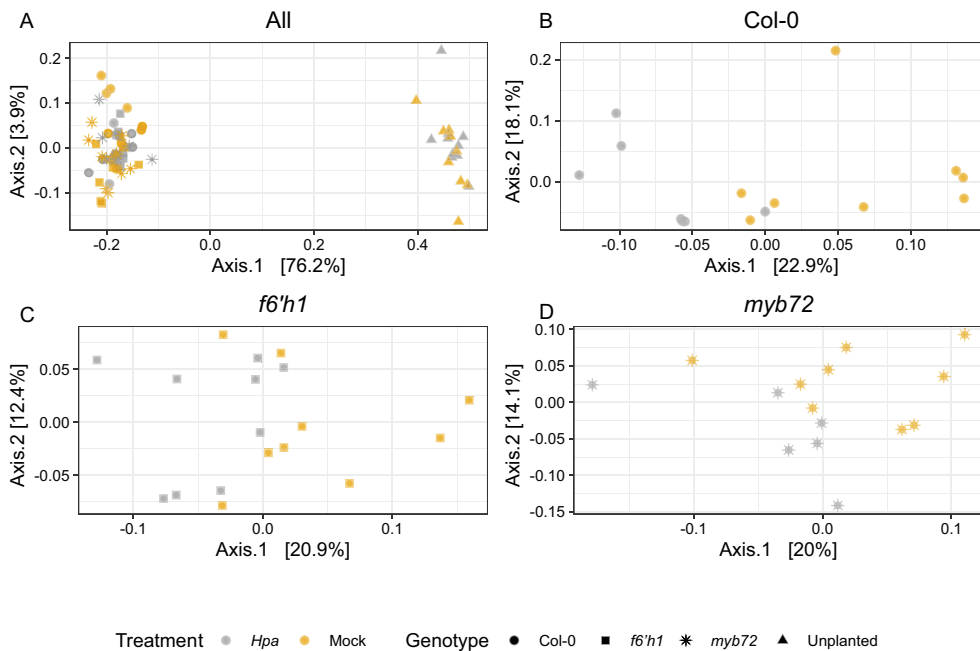 A All
0.2
0.1
0.0
-0.1
Axis.2 [3.9%]
-0.2 0.0 0.2 0.4
Axis.1 [76.2%]
B Col-0
0.2
0.1
0.0
Axis.2 [18.1%]
-0.10 -0.05 0.00 0.05 0.10
Axis.1 [22.9%]
C f6'h1
0.05
0.00
-0.05
Axis.2 [12.4%]
-0.1 0.0 0.1
Axis.1 [20.9%]
D myb72
0.10
0.05
0.00
-0.05
-0.10
-0.15
Axis.2 [14.1%]
-0.1 0.0 0.1
Axis.1 [20%]
Treatment Hpa Mock Genotype Col-0 f6'h1 myb72 Unplanted